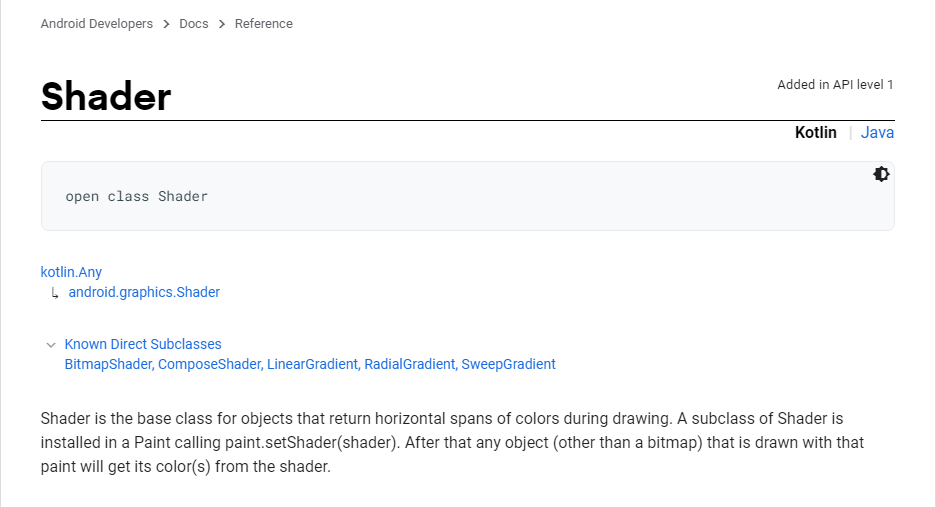 Android Developers > Docs > Reference
Shader
Added in API level 1
Kotlin | Java
open class Shader
kotlin.Any
↳ android.graphics.Shader
Known Direct Subclasses
BitmapShader, ComposeShader, LinearGradient, RadialGradient, SweepGradient
Shader is the base class for objects that return horizontal spans of colors during drawing. A subclass of Shader is
installed in a Paint calling paint.setShader(shader). After that any object (other than a bitmap) that is drawn with that
paint will get its color(s) from the shader.